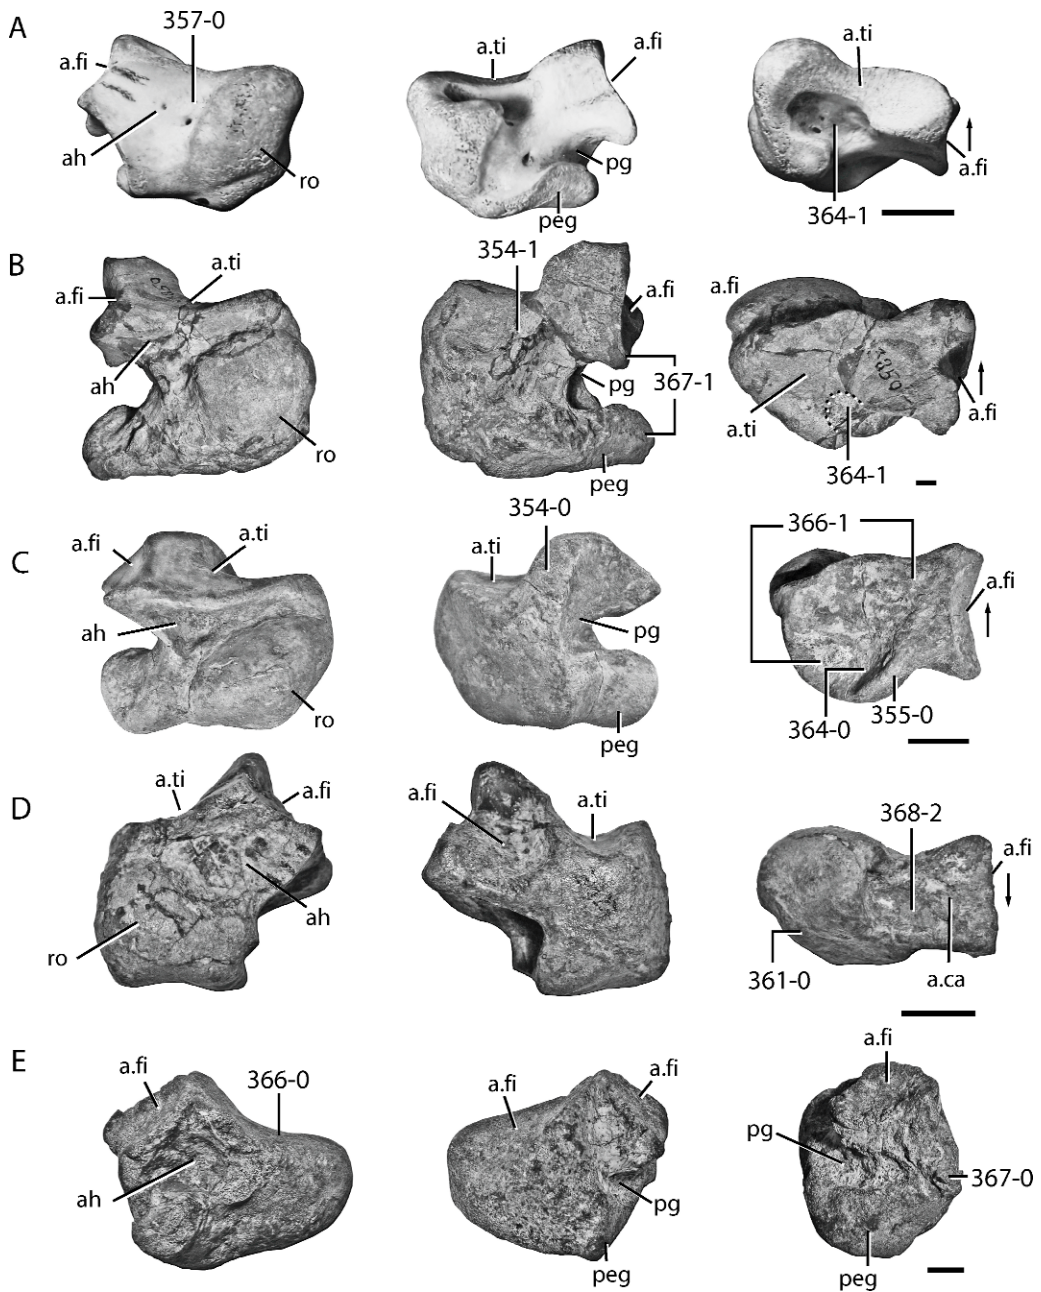 A
357-0
a.fi
ah
ro
a.ti
a.fi
pg
peg
a.ti
a.fi
364-1
B
a.ti
a.fi
ah
ro
354-1
a.fi
pg
367-1
peg
a.fi
a.ti
a.fi
364-1
C
a.fi
a.ti
ah
ro
354-0
a.ti
pg
peg
366-1
a.fi
364-0
355-0
D
a.ti
a.fi
ah
ro
a.fi
a.ti
368-2
a.fi
361-0
a.ca
E
a.fi
366-0
ah
a.fi
a.fi
pg
peg
a.fi
pg
367-0
peg